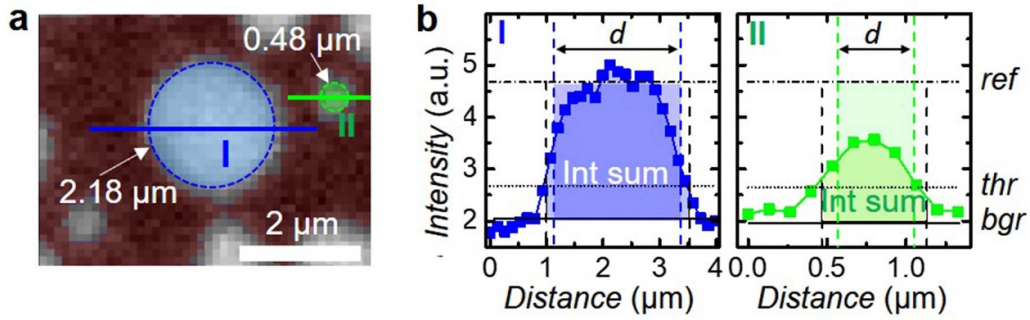 a
0.48 µm
II
I
2.18 µm
2 µm
b
I
d
Intensity (a.u.)
5
4
3
2
Int sum
0 1 2 3 4
Distance (µm)
II
d
ref
thr
Int sum
bgr
0.0 0.5 1.0
Distance (µm)